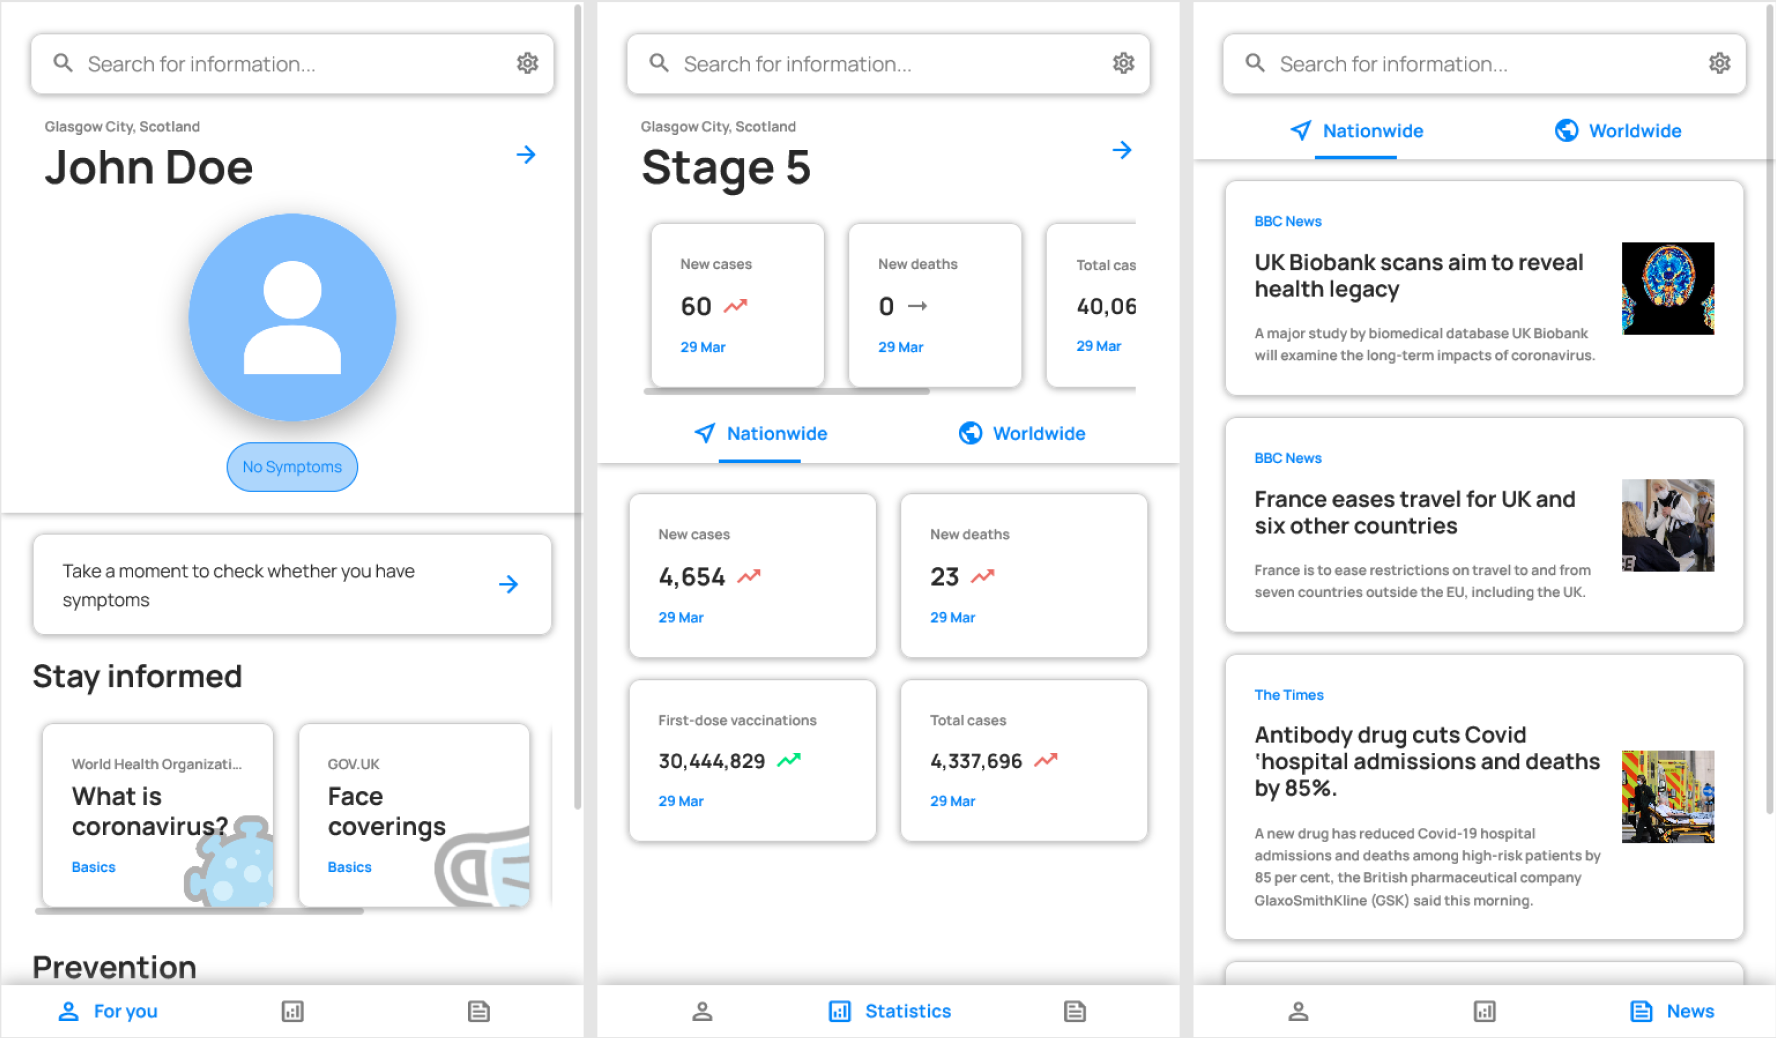 Search for information...
Glasgow City, Scotland
John Doe
No Symptoms
Take a moment to check whether you have
symptoms
Stay informed
World Health Organizati...
What is
coronavirus?
Basics
GOV.UK
Face
coverings
Basics
Prevention
For you
Search for information...
Glasgow City, Scotland
Stage 5
New cases
60
29 Mar
New deaths
0
29 Mar
Total cas
40,06
29 Mar
Nationwide
Worldwide
New cases
4,654
29 Mar
New deaths
23
29 Mar
First-dose vaccinations
30,444,829
29 Mar
Total cases
4,337,696
29 Mar
Statistics
Search for information...
Nationwide
Worldwide
BBC News
UK Biobank scans aim to reveal
health legacy
A major study by biomedical database UK Biobank
will examine the long-term impacts of coronavirus.
BBC News
France eases travel for UK and
six other countries
France is to ease restrictions on travel to and from
seven countries outside the EU, including the UK.
The Times
Antibody drug cuts Covid
‘hospital admissions and deaths
by 85%.
A new drug has reduced Covid-19 hospital
admissions and deaths among high-risk patients by
85 per cent, the British pharmaceutical company
GlaxoSmithKline (GSK) said this morning.
News